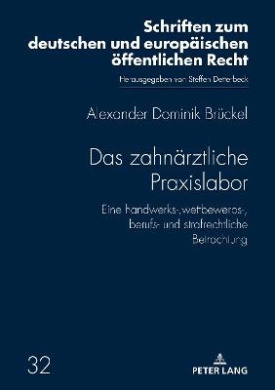 Schriften zum
deutschen und europäischen
öffentlichen Recht
Herausgegeben von Steffen Detterbeck
Alexander Dominik Brückel
Das zahnärztliche
Praxislabor
Eine handwerks-, wettbewerbs-,
berufs- und strafrechtliche
Betrachtung
32
PETER LANG